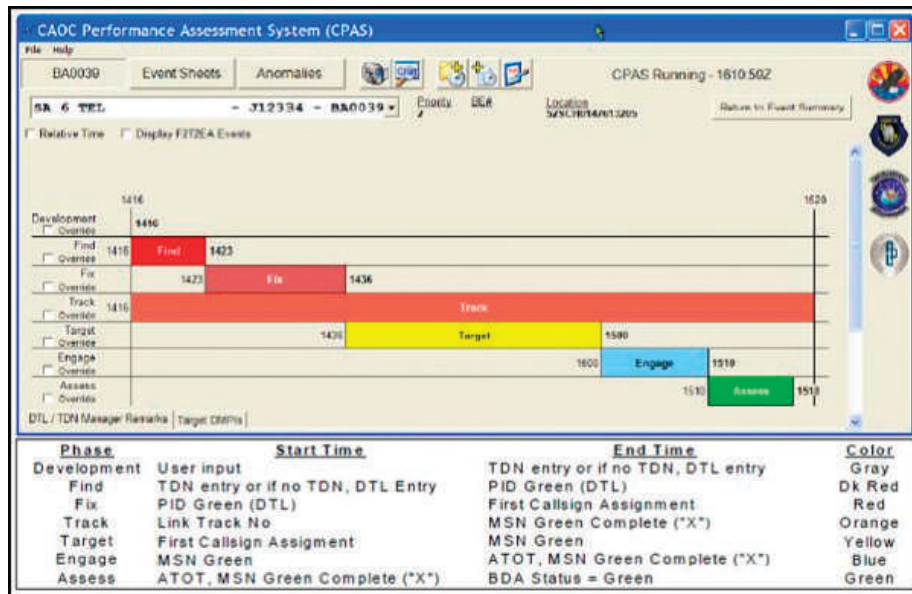 CAOC Performance Assessment System (CPAS)
File Help
BA0039 Event Sheets Anomalies CPAS Running - 1610:50Z
SA 6 TEL - J12334 - BA0039 Priority BEA Location Return to Event Summary
Relative Time Display F2T2EA Events
1416 1520
Development 1416
Override
Find 1416 Find 1423
Override
Fix 1423 Fix 1436
Override
Track 1416 Track
Override
Target 1436 Target 1500
Override
Engage 1500 Engage 1510
Override
Assess 1510 Assess 1518
Override
DTL / TDN Manager Remarks Target DMPIs
Phase Start Time End Time Color
Development User input TDN entry or if no TDN, DTL entry Gray
Find TDN entry or if no TDN, DTL Entry PID Green (DTL) Dk Red
Fix PID Green (DTL) First Callsign Assignment Red
Track Link Track No MSN Green Complete ("X") Orange
Target First Callsign Assigment MSN Green Yellow
Engage MSN Green ATOT, MSN Green Complete ("X") Blue
Assess ATOT, MSN Green Complete ("X") BDA Status = Green Green